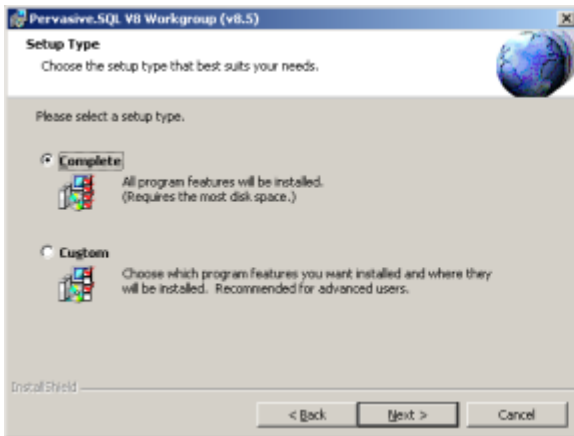 Pervasive.SQL V8 Workgroup (v8.5)
Setup Type
Choose the setup type that best suits your needs.
Please select a setup type.
Complete
All program features will be installed.
(Requires the most disk space.)
Custom
Choose which program features you want installed and where they
will be installed. Recommended for advanced users.
InstallShield
< Back
Next >
Cancel